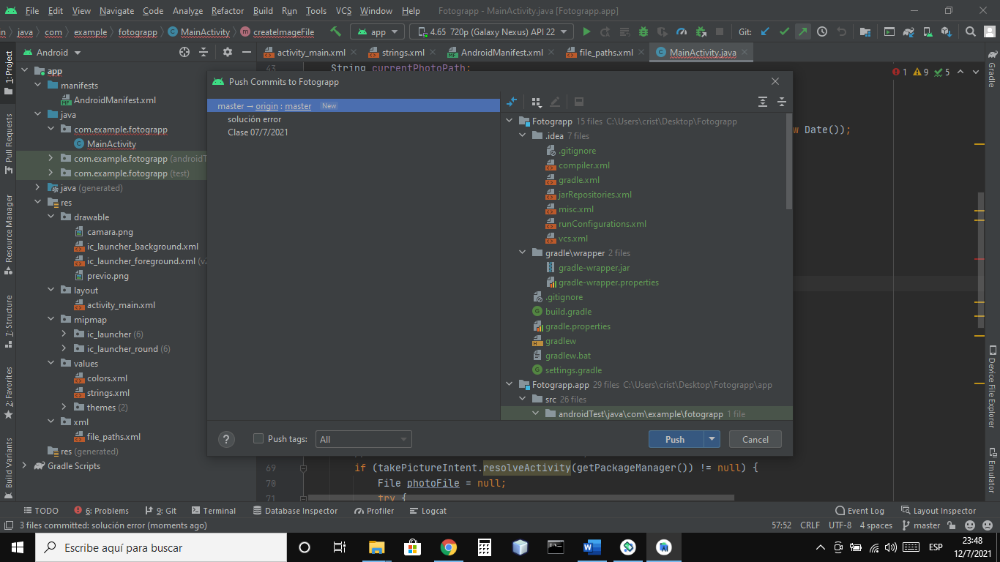 File Edit View Navigate Code Analyze Refactor Build Run Tools VCS Window Help Fotograpp - MainActivity.java [Fotograpp.app]
in java com example fotograpp MainActivity createImageFile app 4.65 720p (Galaxy Nexus) API 22 Git:
Android activity_main.xml strings.xml AndroidManifest.xml file_paths.xml MainActivity.java
43 String currentPhotoPath;
1 9 5
w Date());
1: Project
Pull Requests
Resource Manager
7: Structure
2: Favorites
Build Variants
app
manifests
AndroidManifest.xml
java
com.example.fotograpp
MainActivity
com.example.fotograpp (androidT
com.example.fotograpp (test)
java (generated)
res
drawable
camara.png
ic_launcher_background.xml
ic_launcher_foreground.xml (v2
previo.png
layout
activity_main.xml
mipmap
ic_launcher (6)
ic_launcher_round (6)
values
colors.xml
strings.xml
themes (2)
xml
file_paths.xml
res (generated)
Gradle Scripts
Push Commits to Fotograpp
master → origin : master New
solución error
Clase 07/7/2021
Fotograpp 15 files C:\Users\crist\Desktop\Fotograpp
.idea 7 files
.gitignore
compiler.xml
gradle.xml
jarRepositories.xml
misc.xml
runConfigurations.xml
vcs.xml
gradle\wrapper 2 files
gradle-wrapper.jar
gradle-wrapper.properties
.gitignore
build.gradle
gradle.properties
gradlew
gradlew.bat
settings.gradle
Fotograpp.app 29 files C:\Users\crist\Desktop\Fotograpp\app
src 26 files
androidTest\java\com\example\fotograpp 1 file
? Push tags: All Push Cancel
69 if (takePictureIntent.resolveActivity(getPackageManager()) != null) {
70 File photoFile = null;
71 try {
Gradle
Device File Explorer
Emulator
TODO 6: Problems 9: Git Terminal Database Inspector Profiler Logcat Event Log Layout Inspector
3 files committed: solución error (moments ago) 57:52 CRLF UTF-8 4 spaces master
Escribe aquí para buscar ESP 23:48
12/7/2021